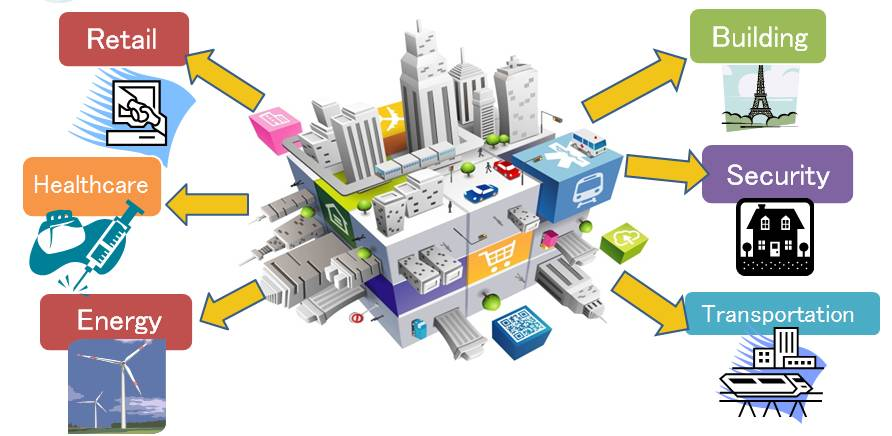 Retail
Building
Healthcare
Security
Energy
Transportation